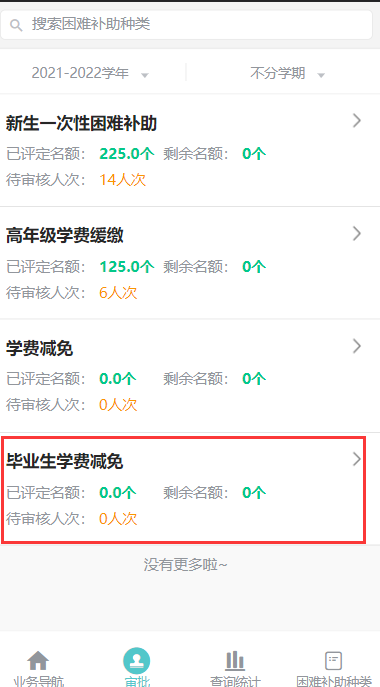 搜索困难补助种类
2021-2022学年 不分学期
新生一次性困难补助
已评定名额： 225.0个 剩余名额： 0个
待审核人次： 14人次
高年级学费缓缴
已评定名额： 125.0个 剩余名额： 0个
待审核人次： 6人次
学费减免
已评定名额： 0.0个 剩余名额： 0个
待审核人次： 0人次
毕业生学费减免
已评定名额： 0.0个 剩余名额： 0个
待审核人次： 0人次
没有更多啦~
业务导航 审批 查询统计 困难补助种类